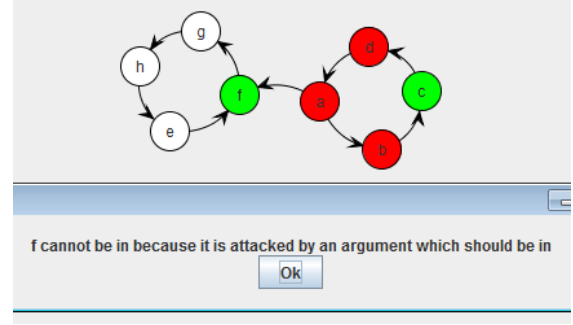 g
d
h
f
a
c
e
b
f cannot be in because it is attacked by an argument which should be in
Ok